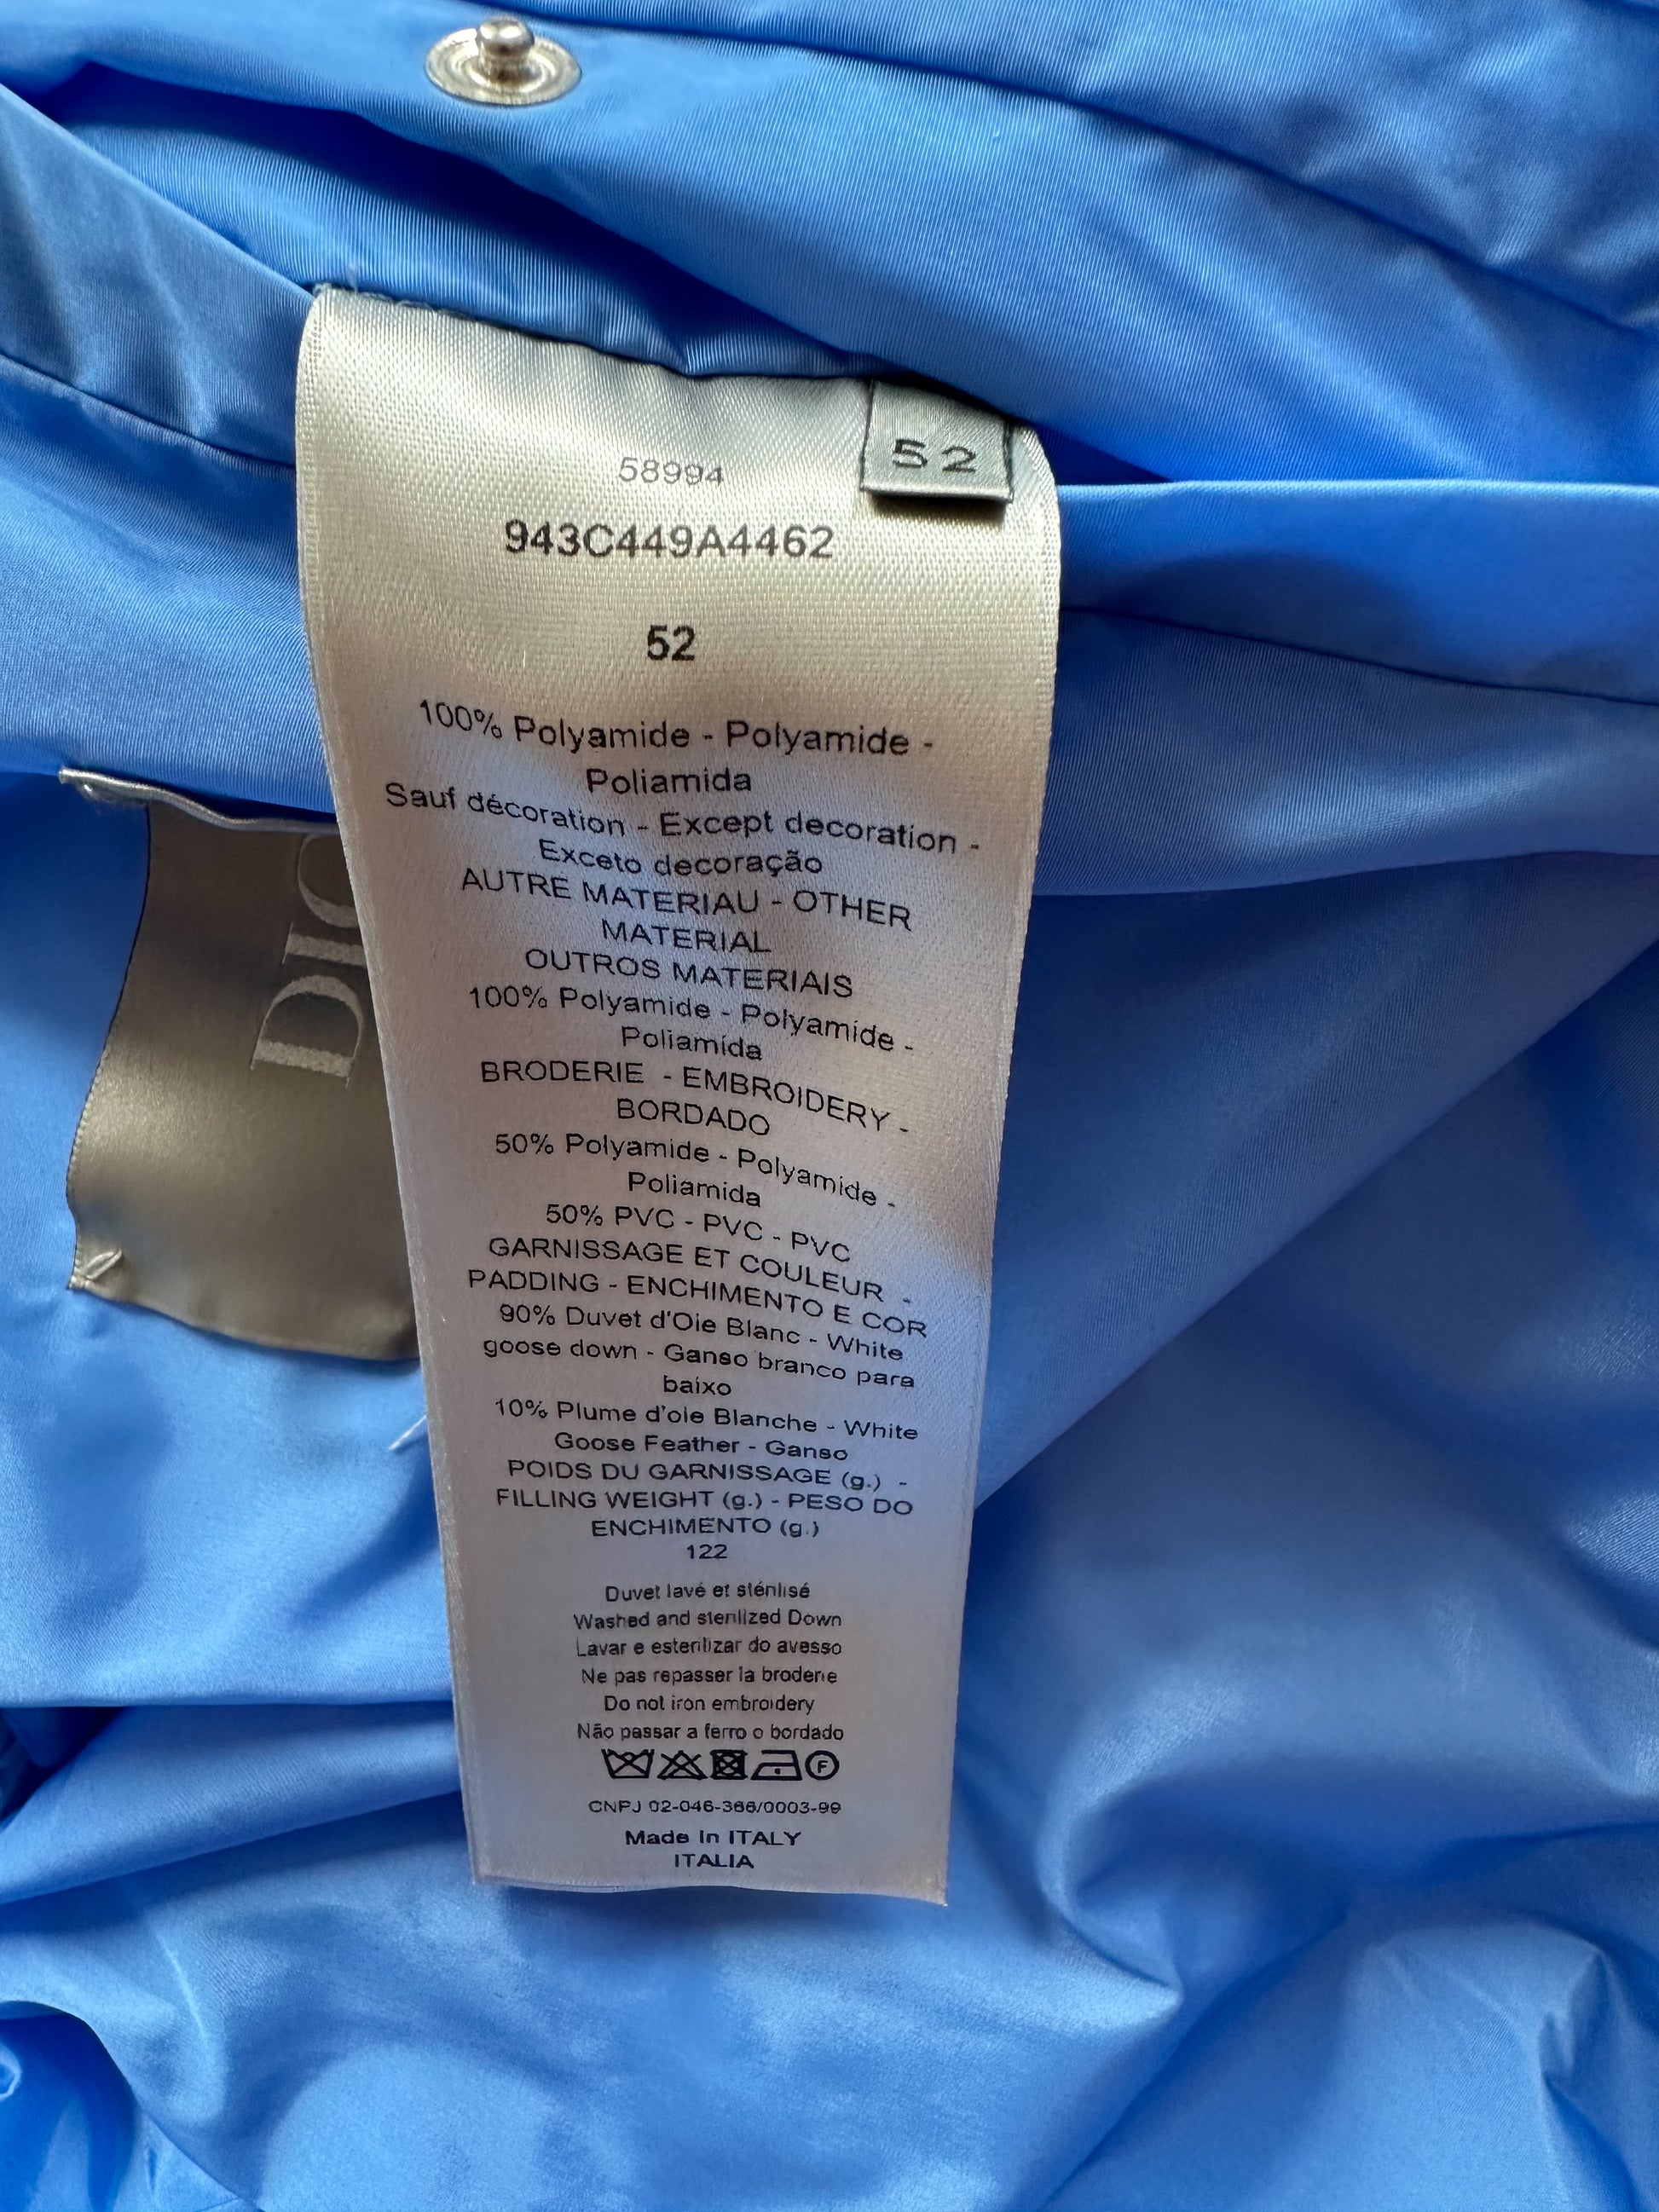 52
58994
943C449A4462
52
100% Polyamide - Polyamide -
Poliamida
Sauf décoration - Except decoration -
Exceto decoração
AUTRE MATERIAU - OTHER
MATERIAL
OUTROS MATERIAIS
100% Polyamide - Polyamide -
Poliamida
BRODERIE - EMBROIDERY -
BORDADO
50% Polyamide - Polyamide -
Poliamida
50% PVC - PVC - PVC
GARNISSAGE ET COULEUR -
PADDING - ENCHIMENTO E COR
90% Duvet d'Oie Blanc - White
goose down - Ganso branco para
baixo
10% Plume d'oie Blanche - White
Goose Feather - Ganso
POIDS DU GARNISSAGE (g.) -
FILLING WEIGHT (g.) - PESO DO
ENCHIMENTO (g.)
122
Duvet lavé et stérilisé
Washed and sterilized Down
Lavar e esterilizar do avesso
Ne pas repasser la broderie
Do not iron embroidery
Não passar a ferro o bordado
F
CNPJ 02-046-366/0003-99
Made In ITALY
ITALIA
DIO